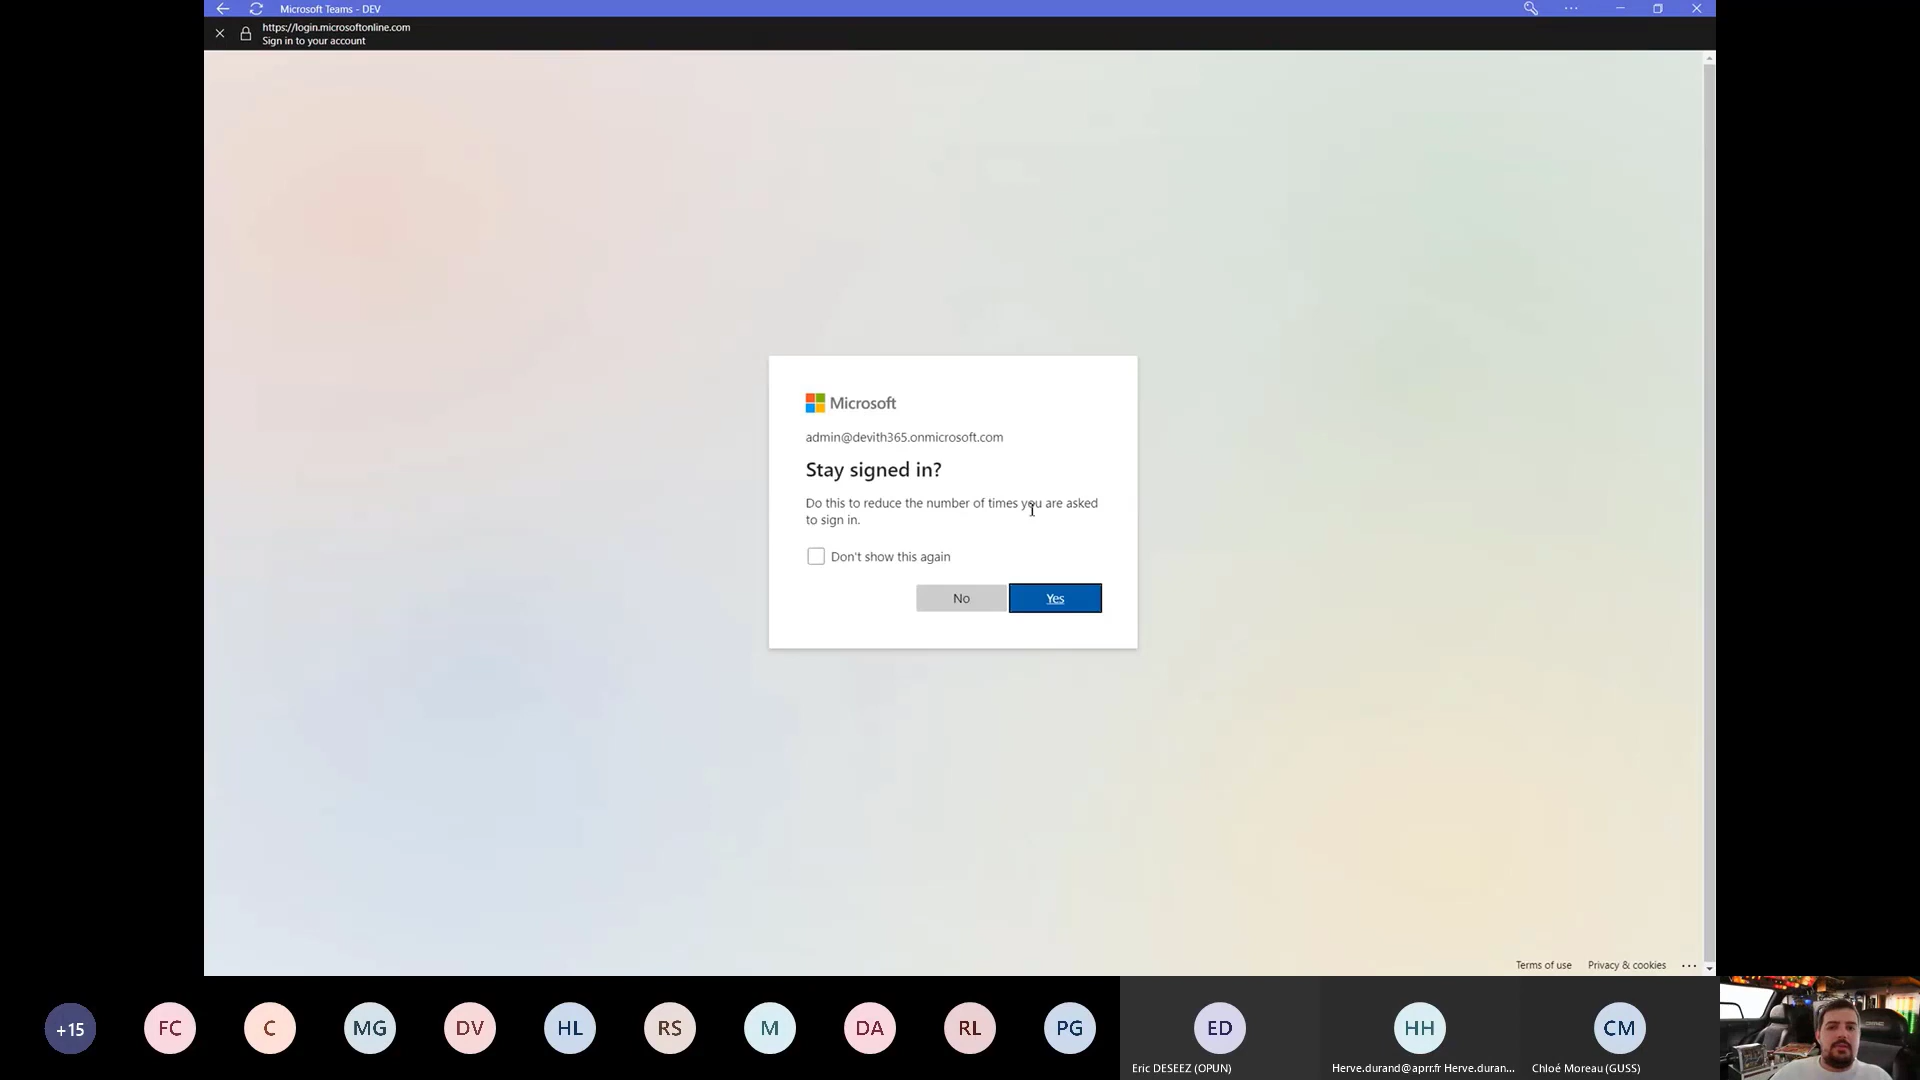 Microsoft Teams - DEV
https://login.microsoftonline.com
Sign in to your account
Microsoft
admin@devith365.onmicrosoft.com
Stay signed in?
Do this to reduce the number of times you are asked
to sign in.
Don't show this again
No
Yes
Terms of use
Privacy & cookies
+15
FC
C
MG
DV
HL
RS
M
DA
RL
PG
ED
HH
CM
Eric DESEEZ (OPUN)
Herve.durand@aprr.fr Herve.duran...
Chloé Moreau (GUSS)